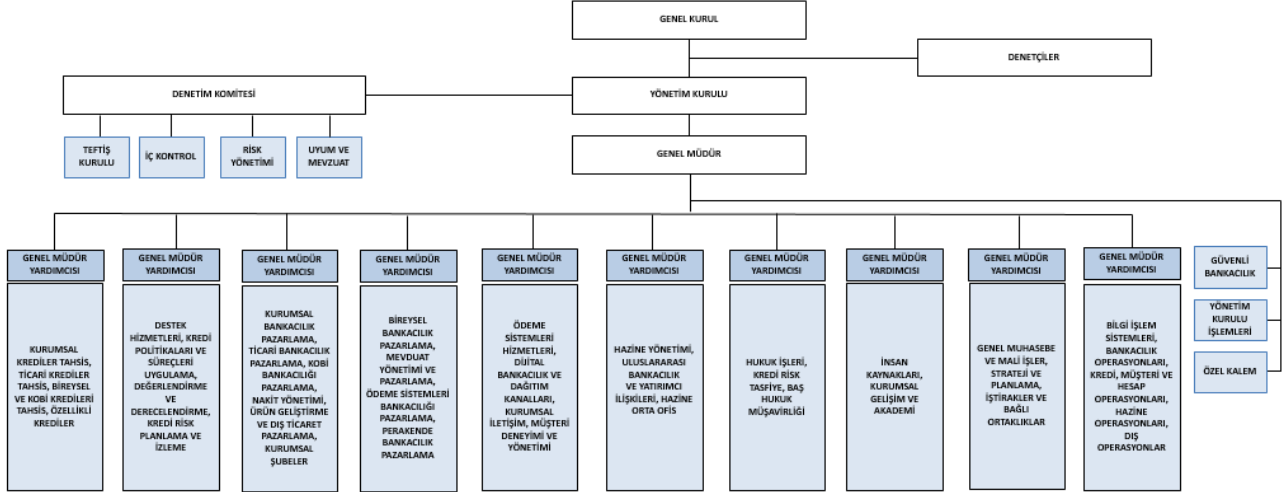 GENEL KURUL
DENETÇİLER
DENETİM KOMİTESİ
YÖNETİM KURULU
TEFTİŞ
KURULU
İÇ KONTROL
RİSK
YÖNETİMİ
UYUM VE
MEVZUAT
GENEL MÜDÜR
GENEL MÜDÜR
YARDIMCISI
KURUMSAL
KREDİLER TAHSİS,
TİCARİ KREDİLER
TAHSİS, BİREYSEL
VE KOBİ KREDİLERİ
TAHSİS, ÖZELLİKLİ
KREDİLER
GENEL MÜDÜR
YARDIMCISI
DESTEK
HİZMETLERİ, KREDİ
POLİTİKALARI VE
SÜREÇLERİ
UYGULAMA,
DEĞERLENDİRME
VE
DERECELENDİRME,
KREDİ RİSK
PLANLAMA VE
İZLEME
GENEL MÜDÜR
YARDIMCISI
KURUMSAL
BANKACILIK
PAZARLAMA,
TİCARİ BANKACILIK
PAZARLAMA, KOBİ
BANKACILIĞI
PAZARLAMA,
NAKİT YÖNETİMİ,
ÜRÜN GELİŞTİRME
VE DIŞ TİCARET
PAZARLAMA,
KURUMSAL
ŞUBELER
GENEL MÜDÜR
YARDIMCISI
BİREYSEL
BANKACILIK
PAZARLAMA,
MEVDUAT
YÖNETİMİ VE
PAZARLAMA,
ÖDEME SİSTEMLERİ
BANKACILIĞI
PAZARLAMA,
PERAKENDE
BANKACILIK
PAZARLAMA
GENEL MÜDÜR
YARDIMCISI
ÖDEME
SİSTEMLERİ
HİZMETLERİ,
DİJİTAL
BANKACILIK VE
DAĞITIM
KANALLARI,
KURUMSAL
İLETİŞİM, MÜŞTERİ
DENEYİMİ VE
YÖNETİMİ
GENEL MÜDÜR
YARDIMCISI
HAZİNE YÖNETİMİ,
ULUSLARARASI
BANKACILIK
VE YATIRIMCI
İLİŞKİLERİ, HAZİNE
ORTA OFİS
GENEL MÜDÜR
YARDIMCISI
HUKUK İŞLERİ,
KREDİ RİSK
TASFİYE, BAŞ
HUKUK
MÜŞAVİRLİĞİ
GENEL MÜDÜR
YARDIMCISI
İNSAN
KAYNAKLARI,
KURUMSAL
GELİŞİM VE
AKADEMİ
GENEL MÜDÜR
YARDIMCISI
GENEL MUHASEBE
VE MALİ İŞLER,
STRATEJİ VE
PLANLAMA,
İŞTİRAKLER VE
BAĞLI
ORTAKLIKLAR
GENEL MÜDÜR
YARDIMCISI
BİLGİ İŞLEM
SİSTEMLERİ,
BANKACILIK
OPERASYONLARI,
KREDİ, MÜŞTERİ VE
HESAP
OPERASYONLARI,
HAZİNE
OPERASYONLARI,
DIŞ
OPERASYONLAR
GÜVENLİ
BANKACILIK
YÖNETİM
KURULU
İŞLEMLERİ
ÖZEL KALEM